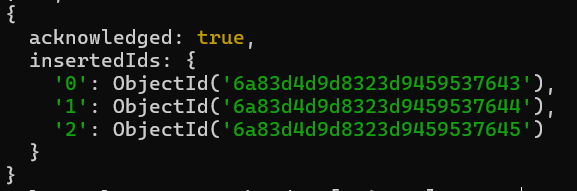 {
  acknowledged: true,
  insertedIds: {
    '0': ObjectId('6a83d4d9d8323d9459537643'),
    '1': ObjectId('6a83d4d9d8323d9459537644'),
    '2': ObjectId('6a83d4d9d8323d9459537645')
  }
}